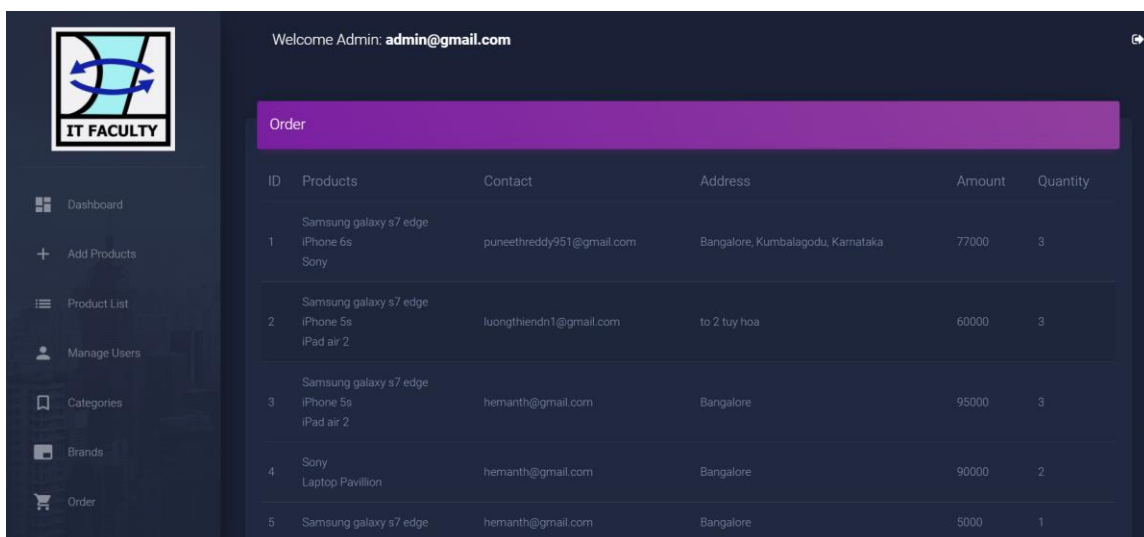 IT FACULTY
Dashboard
Add Products
Product List
Manage Users
Categories
Brands
Order
Welcome Admin: admin@gmail.com
Order
ID Products Contact Address Amount Quantity
1 Samsung galaxy s7 edge
iPhone 6s
Sony
puneethreddy951@gmail.com Bangalore, Kumbalagodu, Karnataka 77000 3
2 Samsung galaxy s7 edge
iPhone 5s
iPad air 2
luongthiendn1@gmail.com to 2 tuy hoa 60000 3
3 Samsung galaxy s7 edge
iPhone 5s
iPad air 2
hemanth@gmail.com Bangalore 95000 3
4 Sony
Laptop Pavillion
hemanth@gmail.com Bangalore 90000 2
5 Samsung galaxy s7 edge hemanth@gmail.com Bangalore 5000 1